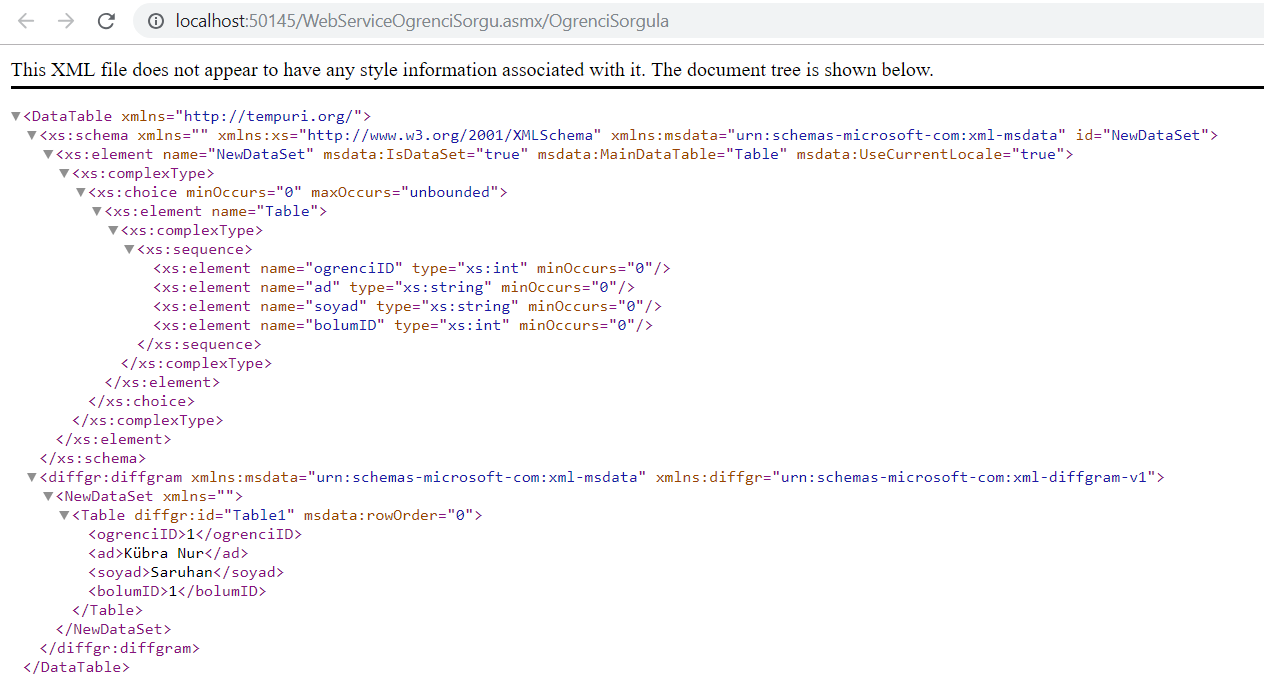 localhost:50145/WebServiceOgrenciSorgu.asmx/OgrenciSorgula
This XML file does not appear to have any style information associated with it. The document tree is shown below.
▼<DataTable xmlns="http://tempuri.org/">
▼<xs:schema xmlns="" xmlns:xs="http://www.w3.org/2001/XMLSchema" xmlns:msdata="urn:schemas-microsoft-com:xml-msdata" id="NewDataSet">
▼<xs:element name="NewDataSet" msdata:IsDataSet="true" msdata:MainDataTable="Table" msdata:UseCurrentLocale="true">
▼<xs:complexType>
▼<xs:choice minOccurs="0" maxOccurs="unbounded">
▼<xs:element name="Table">
▼<xs:complexType>
▼<xs:sequence>
<xs:element name="ogrenciID" type="xs:int" minOccurs="0"/>
<xs:element name="ad" type="xs:string" minOccurs="0"/>
<xs:element name="soyad" type="xs:string" minOccurs="0"/>
<xs:element name="bolumID" type="xs:int" minOccurs="0"/>
</xs:sequence>
</xs:complexType>
</xs:element>
</xs:choice>
</xs:complexType>
</xs:element>
</xs:schema>
▼<diffgr:diffgram xmlns:msdata="urn:schemas-microsoft-com:xml-msdata" xmlns:diffgr="urn:schemas-microsoft-com:xml-diffgram-v1">
▼<NewDataSet xmlns="">
▼<Table diffgr:id="Table1" msdata:rowOrder="0">
<ogrenciID>1</ogrenciID>
<ad>Kübra Nur</ad>
<soyad>Saruhan</soyad>
<bolumID>1</bolumID>
</Table>
</NewDataSet>
</diffgr:diffgram>
</DataTable>